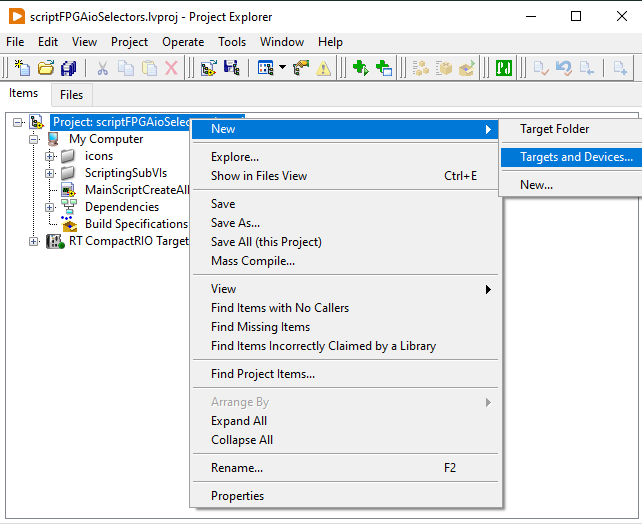 scriptFPGAioSelectors.lvproj - Project Explorer
File Edit View Project Operate Tools Window Help
Items Files
Project: scriptFPGAioSele
New
Target Folder
My Computer
icons
Explore...
Targets and Devices...
ScriptingSubVIs
Show in Files View Ctrl+E
MainScriptCreateAll
New...
Dependencies
Save
Build Specifications
Save As...
RT CompactRIO Target
Save All (this Project)
Mass Compile...
View
Find Items with No Callers
Find Missing Items
Find Items Incorrectly Claimed by a Library
Find Project Items...
Arrange By
Expand All
Collapse All
Rename... F2
Properties